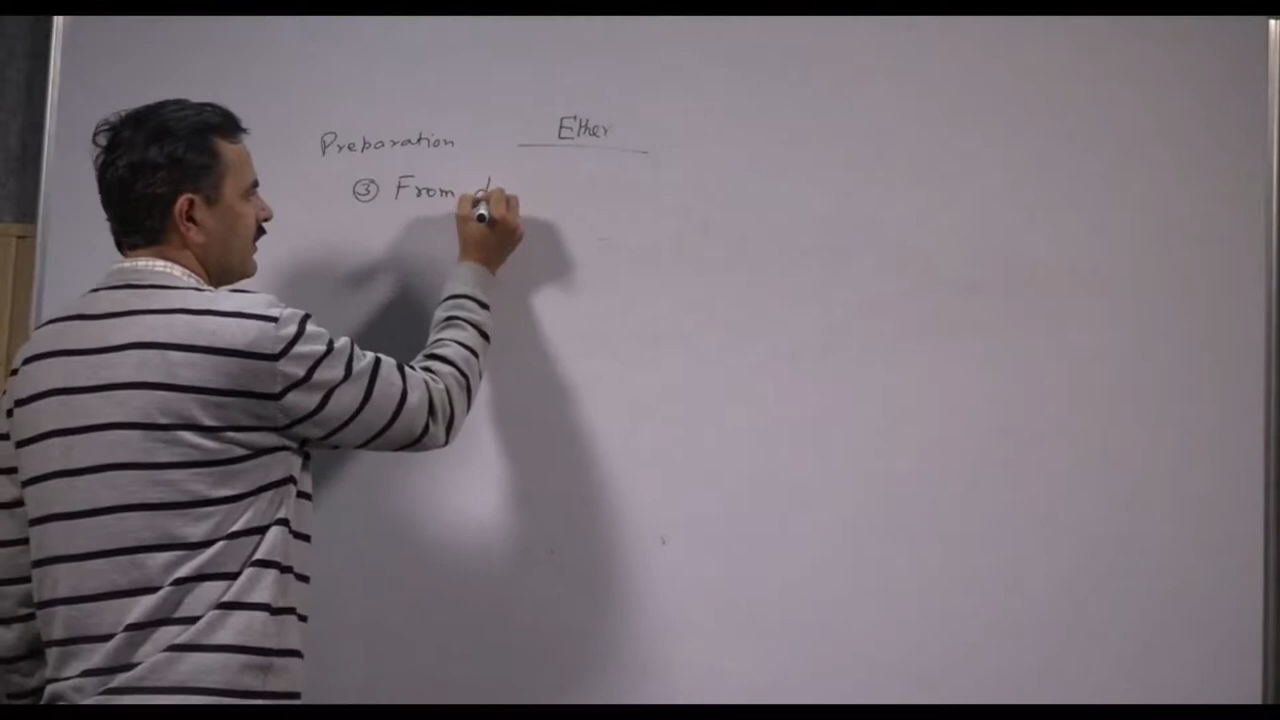 Ether
Preparation
③ From